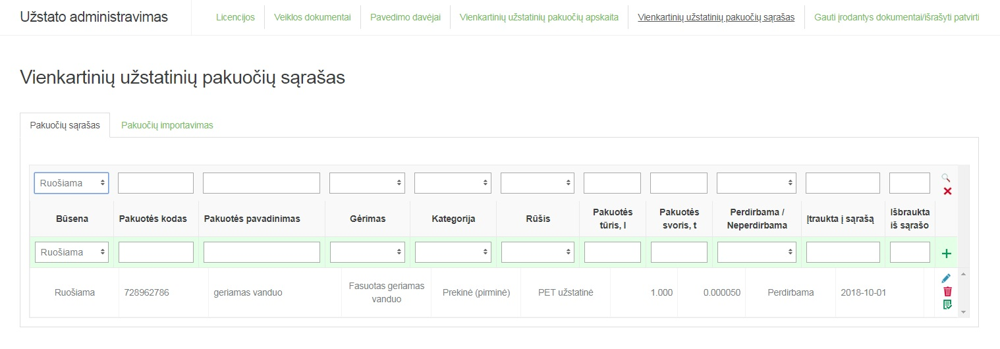 Užstato administravimas
Licencijos
Veiklos dokumentai
Pavedimo davėjai
Vienkartinių užstatinių pakuočių apskaita
Vienkartinių užstatinių pakuočių sąrašas
Gauti įrodantys dokumentai/išrašyti patvirti
Vienkartinių užstatinių pakuočių sąrašas
Pakuočių sąrašas
Pakuočių importavimas
Ruošiama
Būsena
Pakuotės kodas
Pakuotės pavadinimas
Gėrimas
Kategorija
Rūšis
Pakuotės
tūris, l
Pakuotės
svoris, t
Perdirbama /
Neperdirbama
Įtraukta į sąrašą
Išbraukta
iš sąrašo
Ruošiama
Ruošiama
728962786
geriamas vanduo
Fasuotas geriamas
vanduo
Prekinė (pirminė)
PET užstatinė
1.000
0.000050
Perdirbama
2018-10-01